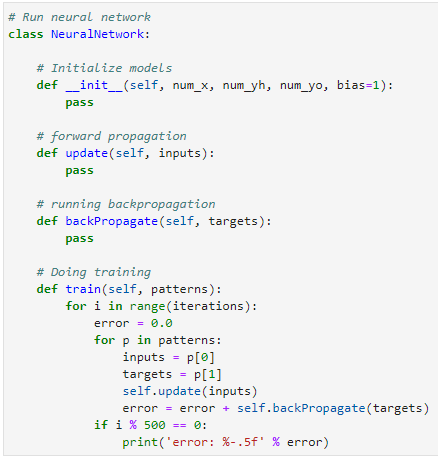 # Run neural network
class NeuralNetwork:
    # Initialize models
    def __init__(self, num_x, num_yh, num_yo, bias=1):
        pass
    # forward propagation
    def update(self, inputs):
        pass
    # running backpropagation
    def backPropagate(self, targets):
        pass
    # Doing training
    def train(self, patterns):
        for i in range(iterations):
            error = 0.0
            for p in patterns:
                inputs = p[0]
                targets = p[1]
                self.update(inputs)
                error = error + self.backPropagate(targets)
            if i % 500 == 0:
                print('error: %-.5f' % error)